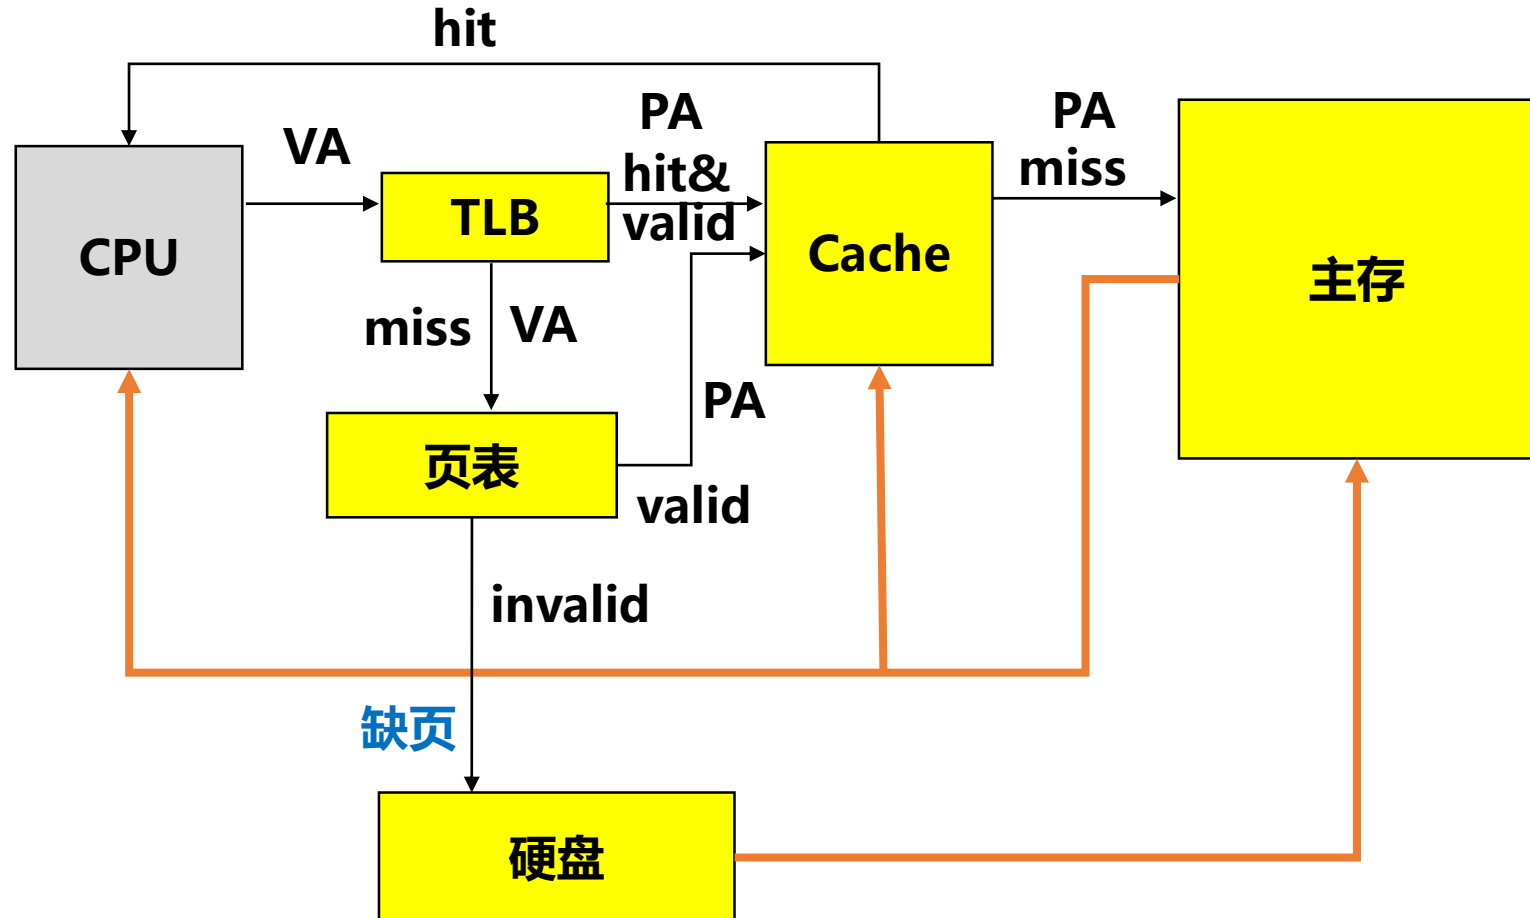 hit
VA
PA
hit&
valid
PA
miss
CPU
TLB
Cache
主存
miss
VA
PA
页表
valid
invalid
缺页
硬盘